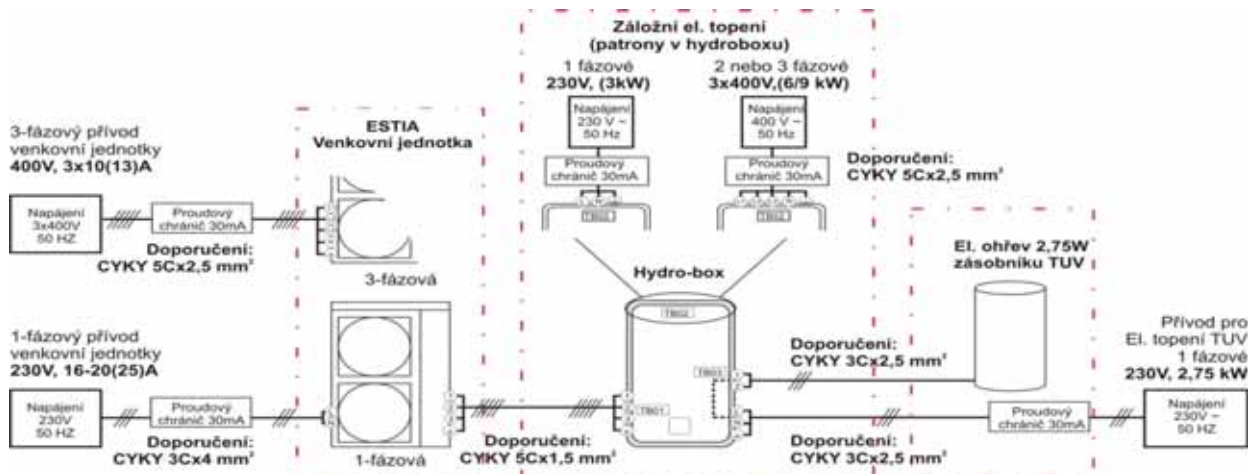 Záložní el. topení
(patrony v hydroboxu)
1 fázové
230V, (3kW)
2 nebo 3 fázové
3x400V,(6/9 kW)
Napájení
230 V ~
50 Hz
Napájení
400 V ~
50 Hz
Proudový
chránič 30mA
Proudový
chránič 30mA
Doporučení:
CYKY 5Cx2,5 mm²
TB02
TB02
3-fázový přívod
venkovní jednotky
400V, 3x10(13)A
Napájení
3x400V
50 HZ
Proudový
chránič 30mA
Doporučení:
CYKY 5Cx2,5 mm²
ESTIA
Venkovní jednotka
3-fázová
1-fázový přívod
venkovní jednotky
230V, 16-20(25)A
Napájení
230V
50 HZ
Proudový
chránič 30mA
Doporučení:
CYKY 3Cx4 mm²
1-fázová
Doporučení:
CYKY 5Cx1,5 mm²
Hydro-box
TB02
TB03
TB01
Doporučení:
CYKY 3Cx2,5 mm²
Doporučení:
CYKY 3Cx2,5 mm²
El. ohřev 2,75W
zásobníku TUV
Proudový
chránič 30mA
Přívod pro
El. topení TUV
1 fázové
230V, 2,75 kW
Napájení
230V ~
50 HZ